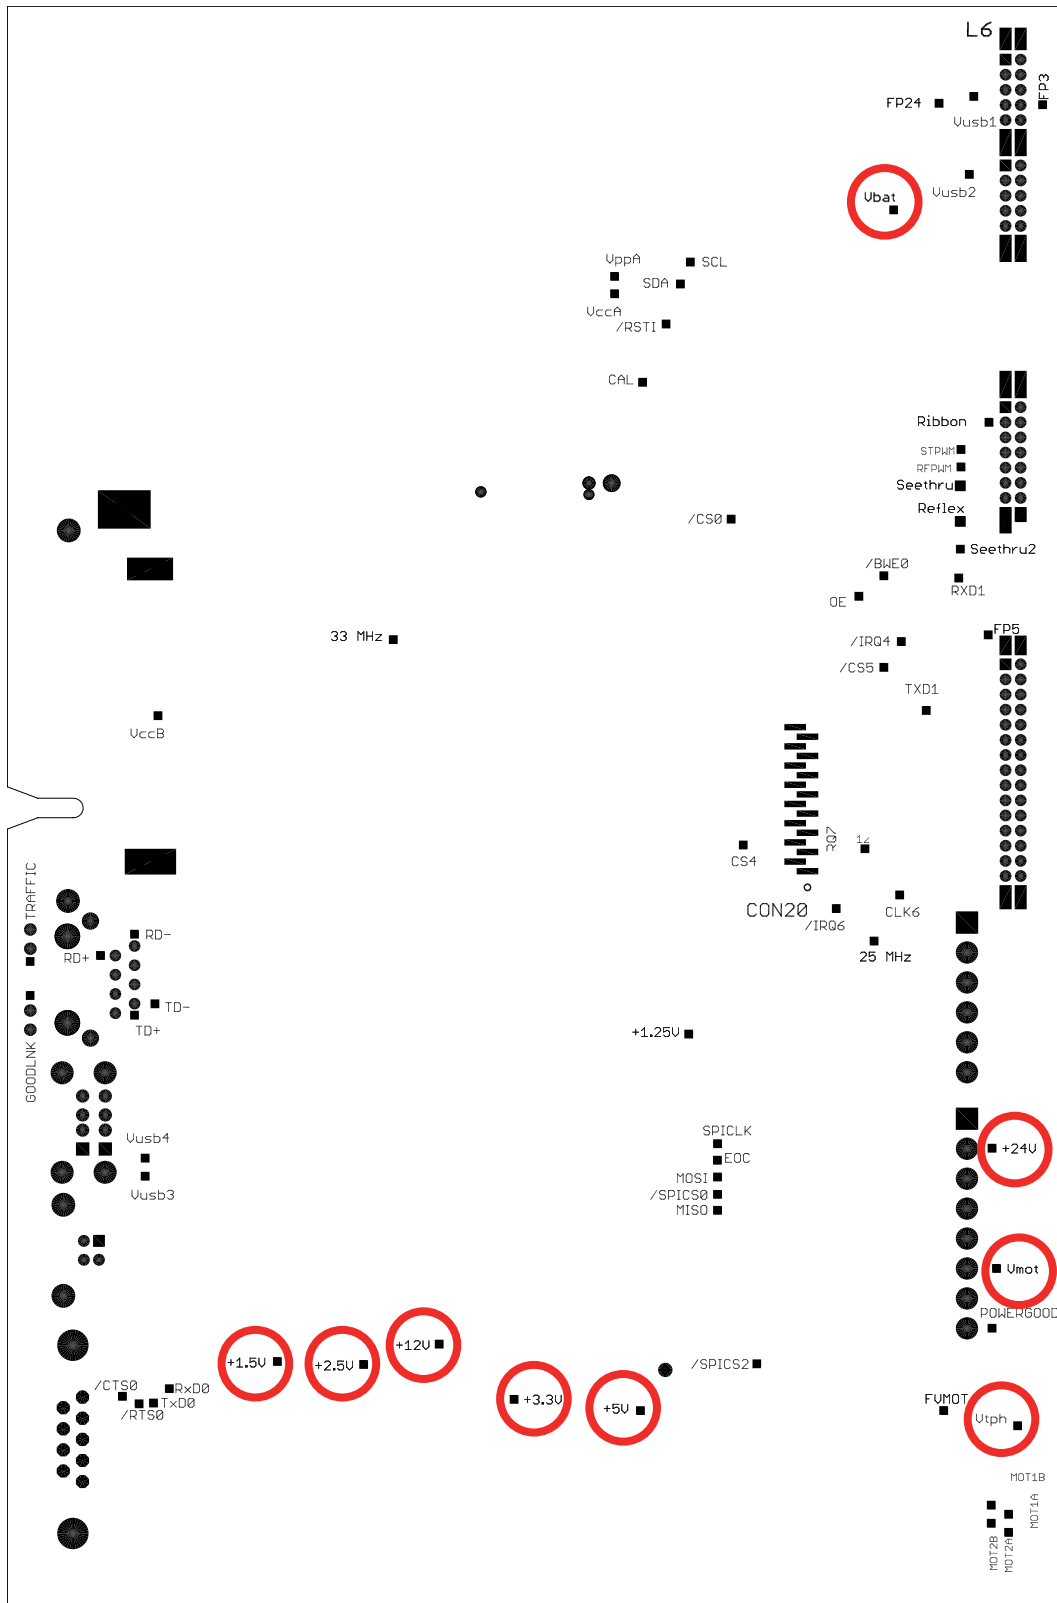 L6
FP3
FP24
Vusb1
Vusb2
Vbat
VppA
SCL
SDA
VccA
/RSTI
CAL
Ribbon
STPWM
RFPWM
Seethru
Reflex
/CS0
Seethru2
/BWE0
RXD1
OE
33 MHz
FP5
/IRQ4
/CS5
TXD1
VccB
RQ7
CS4
TRAFFIC
CON20
CLK6
/IRQ6
RD-
RD+
25 MHz
TD-
TD+
+1.25V
GOODLNK
SPICLK
Vusb4
EOC
+24V
MOSI
/SPICS0
Vusb3
MISO
Vmot
POWERGOOD
+12V
+1.5V
+2.5V
/SPICS2
/CTS0
RxD0
TxD0
/RTS0
+3.3V
+5V
FVMOT
Vtph
MOT1B
MOT1A
MOT2B
MOT2A